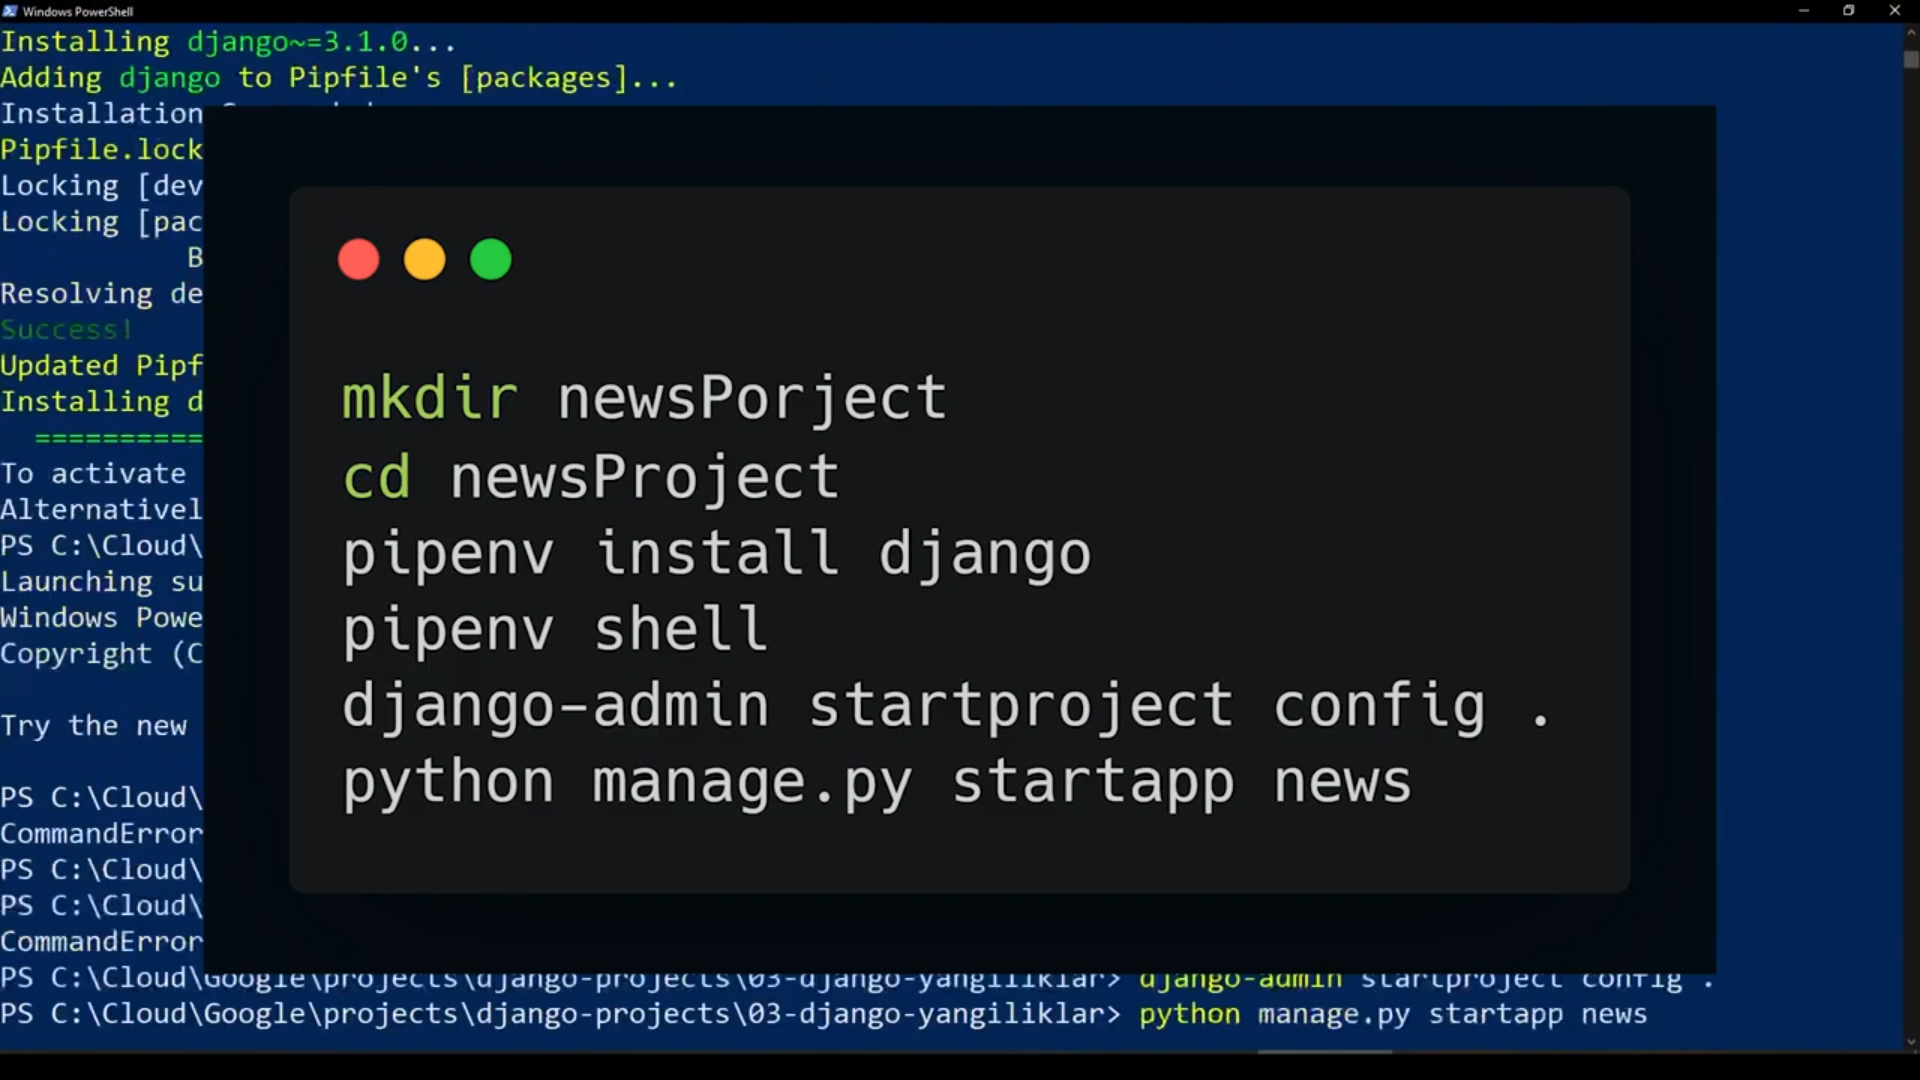 Windows PowerShell
Installing django~=3.1.0...
Adding django to Pipfile's [packages]...
Installation
Pipfile.lock
Locking [dev
Locking [pac
B
Resolving de
Success!
Updated Pipf
Installing d
==========
To activate
Alternativel
PS C:\Cloud\
Launching su
Windows Powe
Copyright (C
Try the new
PS C:\Cloud\
CommandError
PS C:\Cloud\
PS C:\Cloud\
CommandError
PS C:\Cloud\Google\projects\django-projects\03-django-yangiliklar> django-admin startproject config .
PS C:\Cloud\Google\projects\django-projects\03-django-yangiliklar> python manage.py startapp news
mkdir newsPorject
cd newsProject
pipenv install django
pipenv shell
django-admin startproject config .
python manage.py startapp news